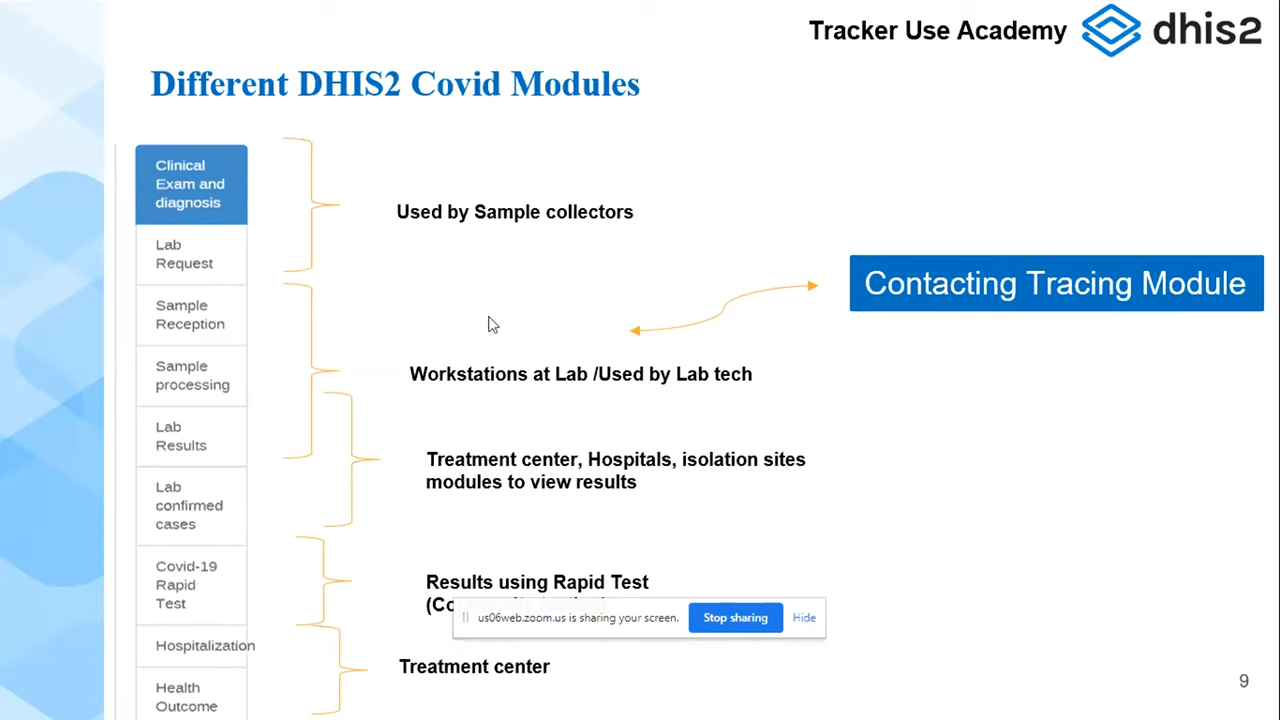 Tracker Use Academy
dhis2
Different DHIS2 Covid Modules
Clinical
Exam and
diagnosis
Lab
Request
Sample
Reception
Sample
processing
Lab
Results
Lab
confirmed
cases
Covid-19
Rapid
Test
Hospitalization
Health
Outcome
Used by Sample collectors
Contacting Tracing Module
Workstations at Lab /Used by Lab tech
Treatment center, Hospitals, isolation sites
modules to view results
Results using Rapid Test
us06web.zoom.us is sharing your screen.
Stop sharing
Hide
Treatment center
9